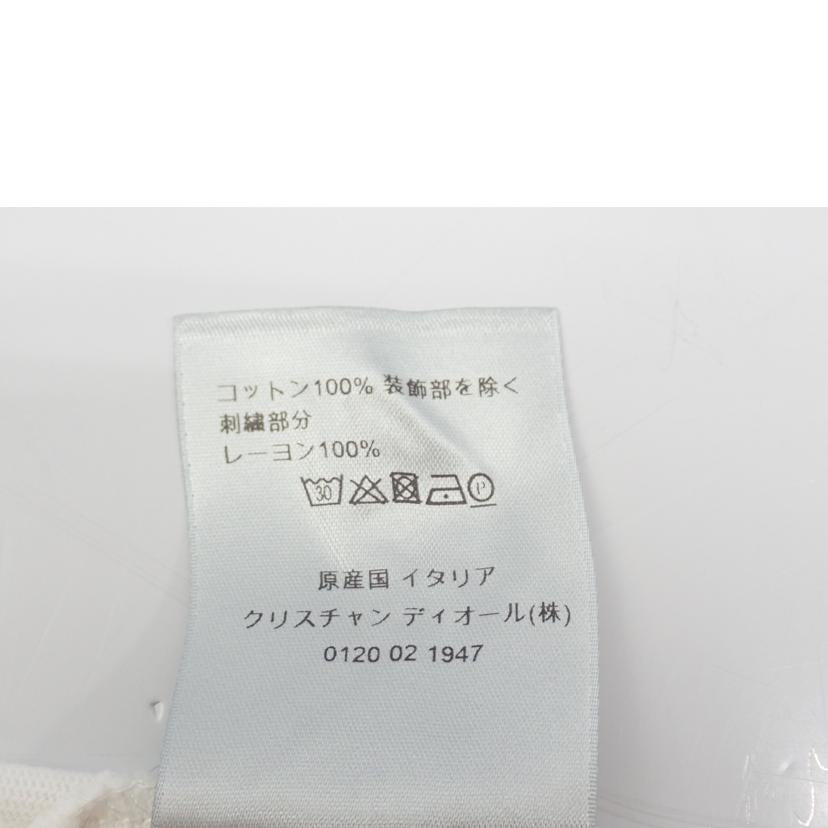 コットン100% 装飾部を除く
刺繍部分
レーヨン100%
30 P
原産国 イタリア
クリスチャン ディオール(株)
0120 02 1947